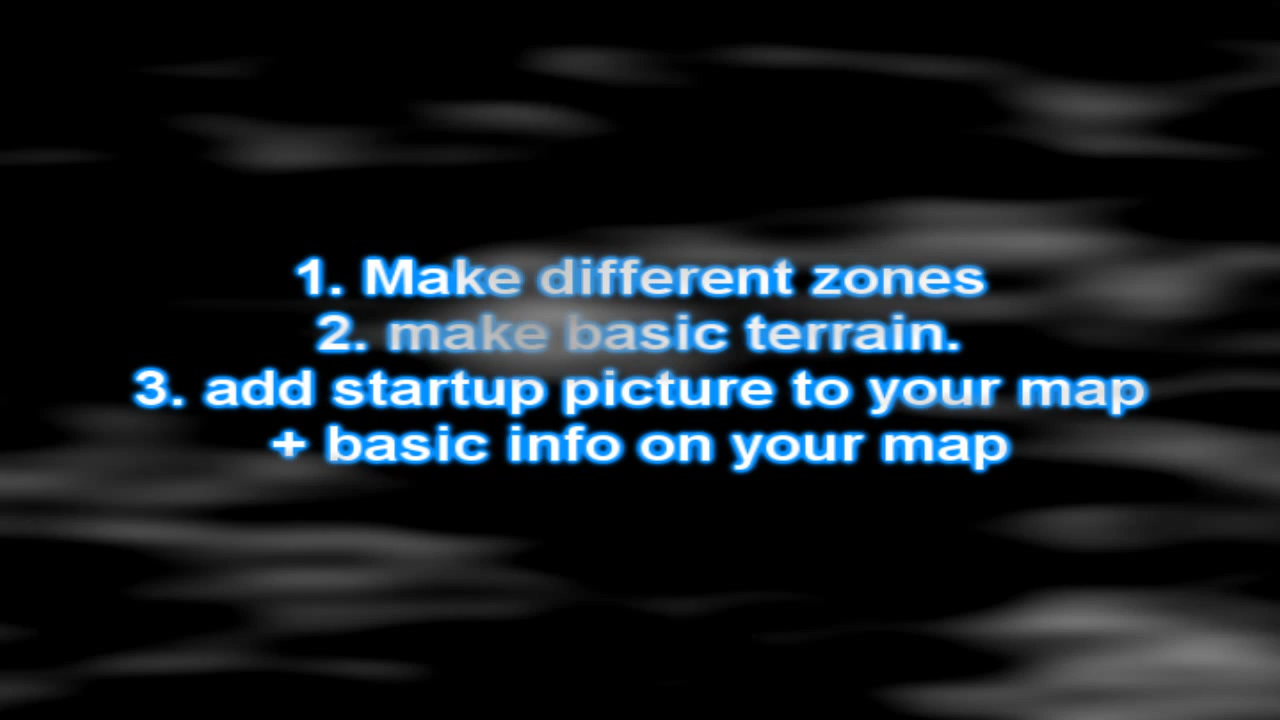 1. Make different zones
2. make basic terrain.
3. add startup picture to your map
+ basic info on your map